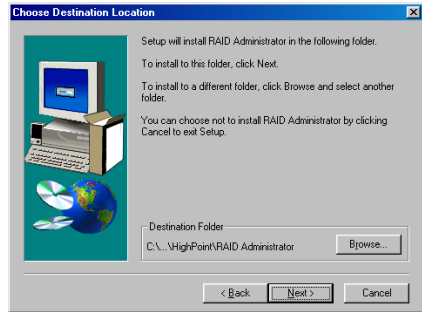 Choose Destination Location
Setup will install RAID Administrator in the following folder.
To install to this folder, click Next.
To install to a different folder, click Browse and select another
folder.
You can choose not to install RAID Administrator by clicking
Cancel to exit Setup.
Destination Folder
C:\...\HighPoint\RAID Administrator
Browse...
< Back
Next >
Cancel